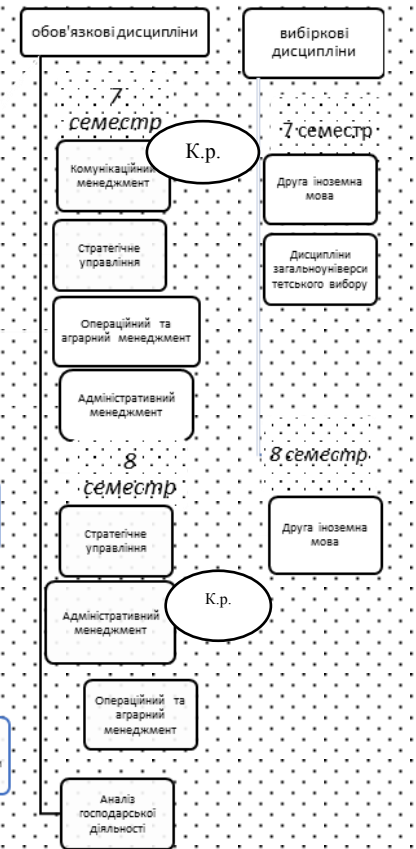 обов'язкові дисципліни
7
семестр
К.р.
Комунікаційний
менеджмент
Стратегічне
управління
Операційний та
аграрний менеджмент
Адміністративний
менеджмент
8
семестр
Стратегічне
управління
Адміністративний
менеджмент
К.р.
Операційний та
аграрний
менеджмент
Аналіз
господарської
діяльності
вибіркові
дисципліни
7 семестр
Друга іноземна
мова
Дисципліни
загальноуніверси
тетського вибору
8 семестр
Друга іноземна
мова